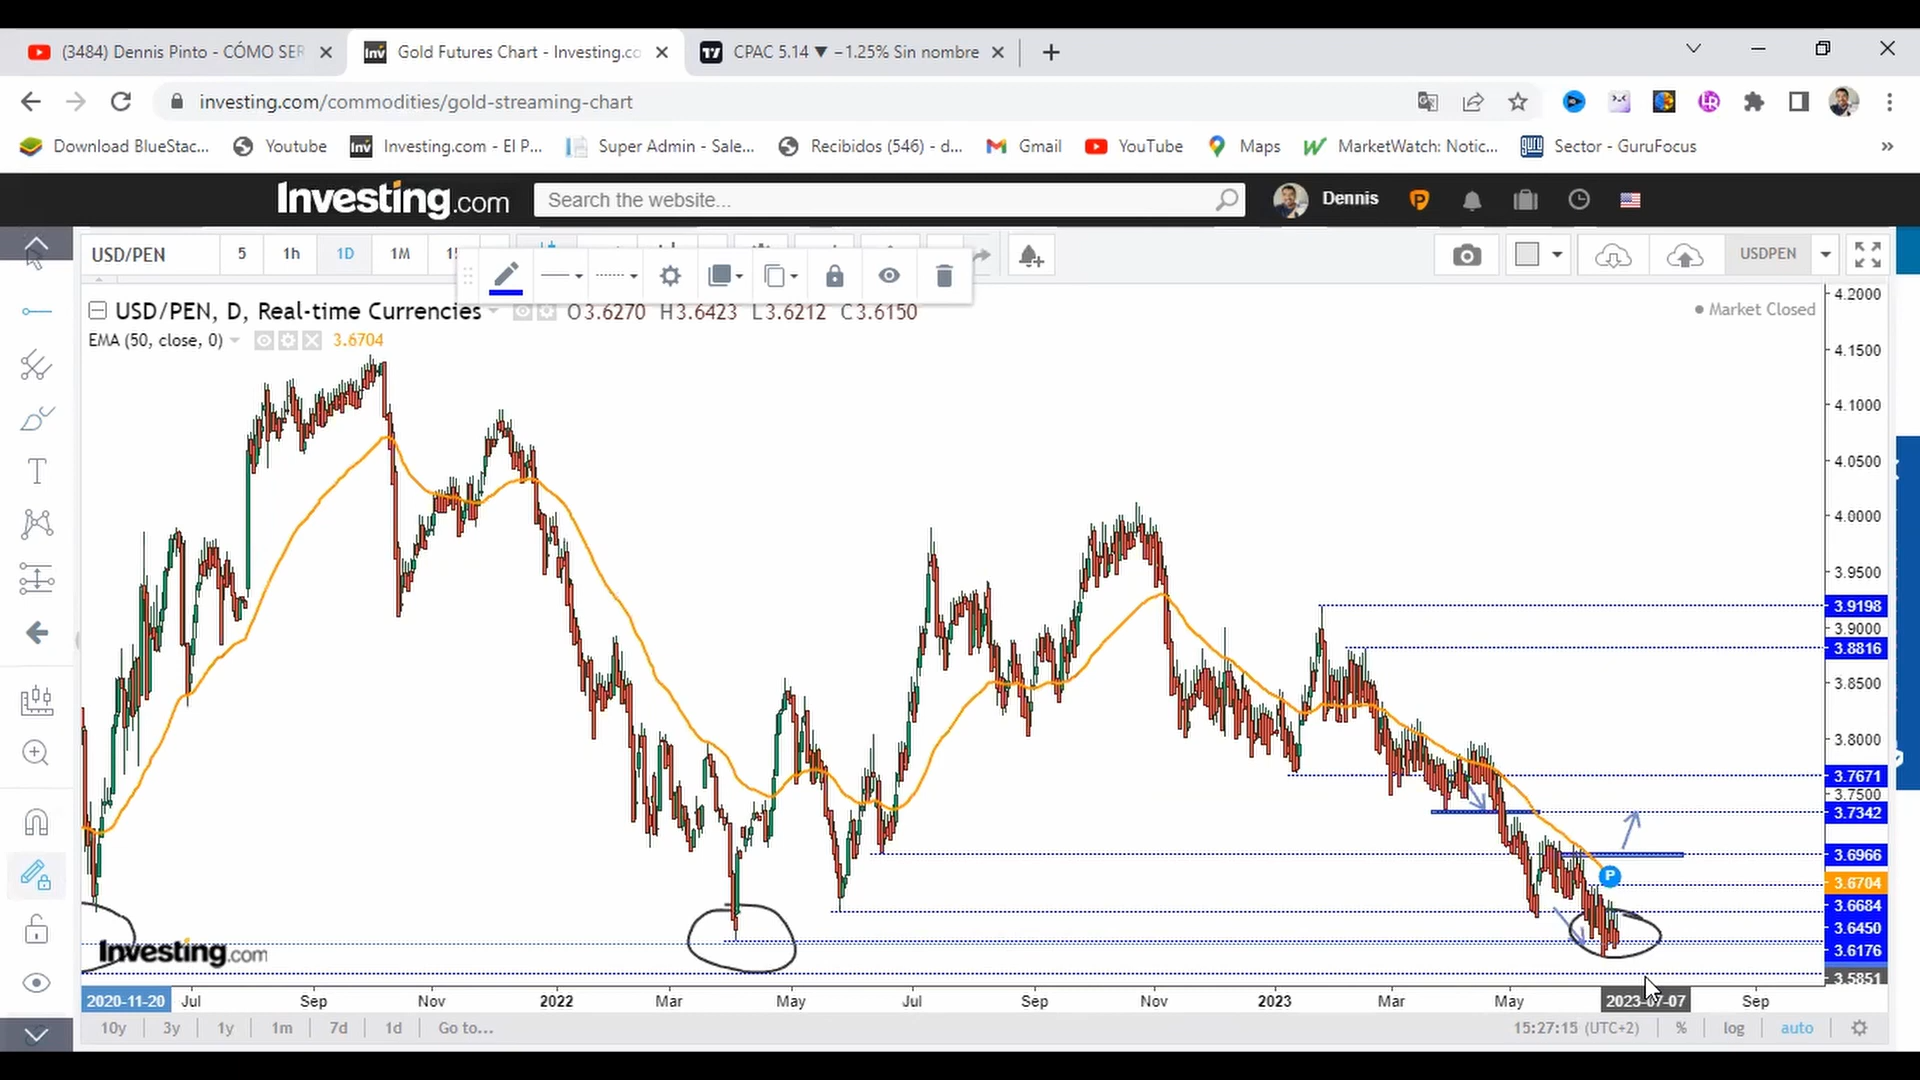 (3484) Dennis Pinto - CÓMO SER
Gold Futures Chart - Investing.co
CPAC 5.14 ▼ −1.25% Sin nombre
investing.com/commodities/gold-streaming-chart
Download BlueStac...
Youtube
Investing.com - El P...
Super Admin - Sale...
Recibidos (546) - d...
Gmail
YouTube
Maps
MarketWatch: Notic...
Sector - GuruFocus
Investing.com
Search the website...
Dennis
USD/PEN
5
1h
1D
1M
USDPEN
USD/PEN, D, Real-time Currencies
O3.6270 H3.6423 L3.6212 C3.6150
Market Closed
EMA (50, close, 0)
3.6704
4.2000
4.1500
4.1000
4.0500
4.0000
3.9500
3.9198
3.9000
3.8816
3.8500
3.8000
3.7671
3.7500
3.7342
3.6966
3.6704
3.6684
3.6450
3.6176
3.5851
P
Investing.com
2020-11-20
Jul
Sep
Nov
2022
Mar
May
Jul
Sep
Nov
2023
Mar
May
2023-07-07
Sep
10y
3y
1y
1m
7d
1d
Go to...
15:27:15 (UTC+2)
%
log
auto